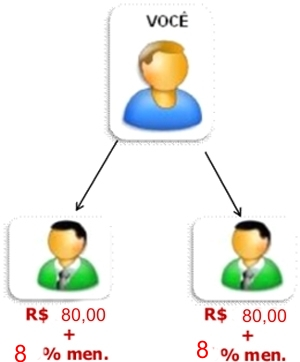 VOCÊ
R$ 80,00
+
8 % men.
R$ 80,00
+
8 % men.